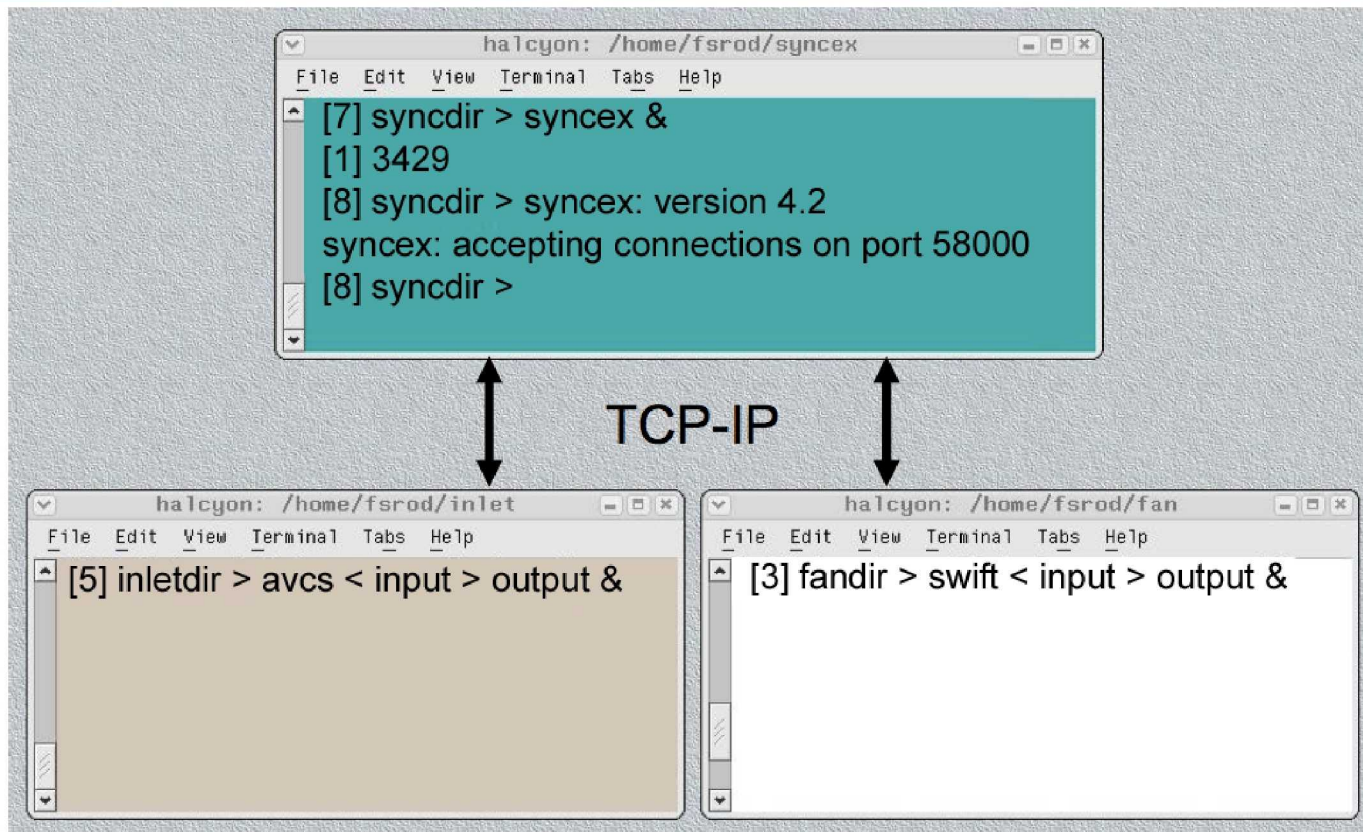 halcyon: /home/fsrod/syncex
File Edit View Terminal Tabs Help
[7] syncdir > syncex &
[1] 3429
[8] syncdir > syncex: version 4.2
syncex: accepting connections on port 58000
[8] syncdir >
TCP-IP
halcyon: /home/fsrod/inlet
File Edit View Terminal Tabs Help
[5] inletdir > avcs < input > output &
halcyon: /home/fsrod/fan
File Edit View Terminal Tabs Help
[3] fandir > swift < input > output &